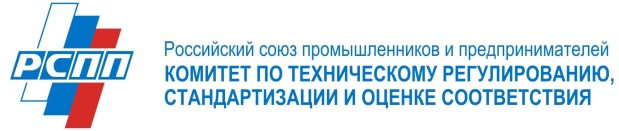 РСПП
Российский союз промышленников и предпринимателей
КОМИТЕТ ПО ТЕХНИЧЕСКОМУ РЕГУЛИРОВАНИЮ,
СТАНДАРТИЗАЦИИ И ОЦЕНКЕ СООТВЕТСТВИЯ